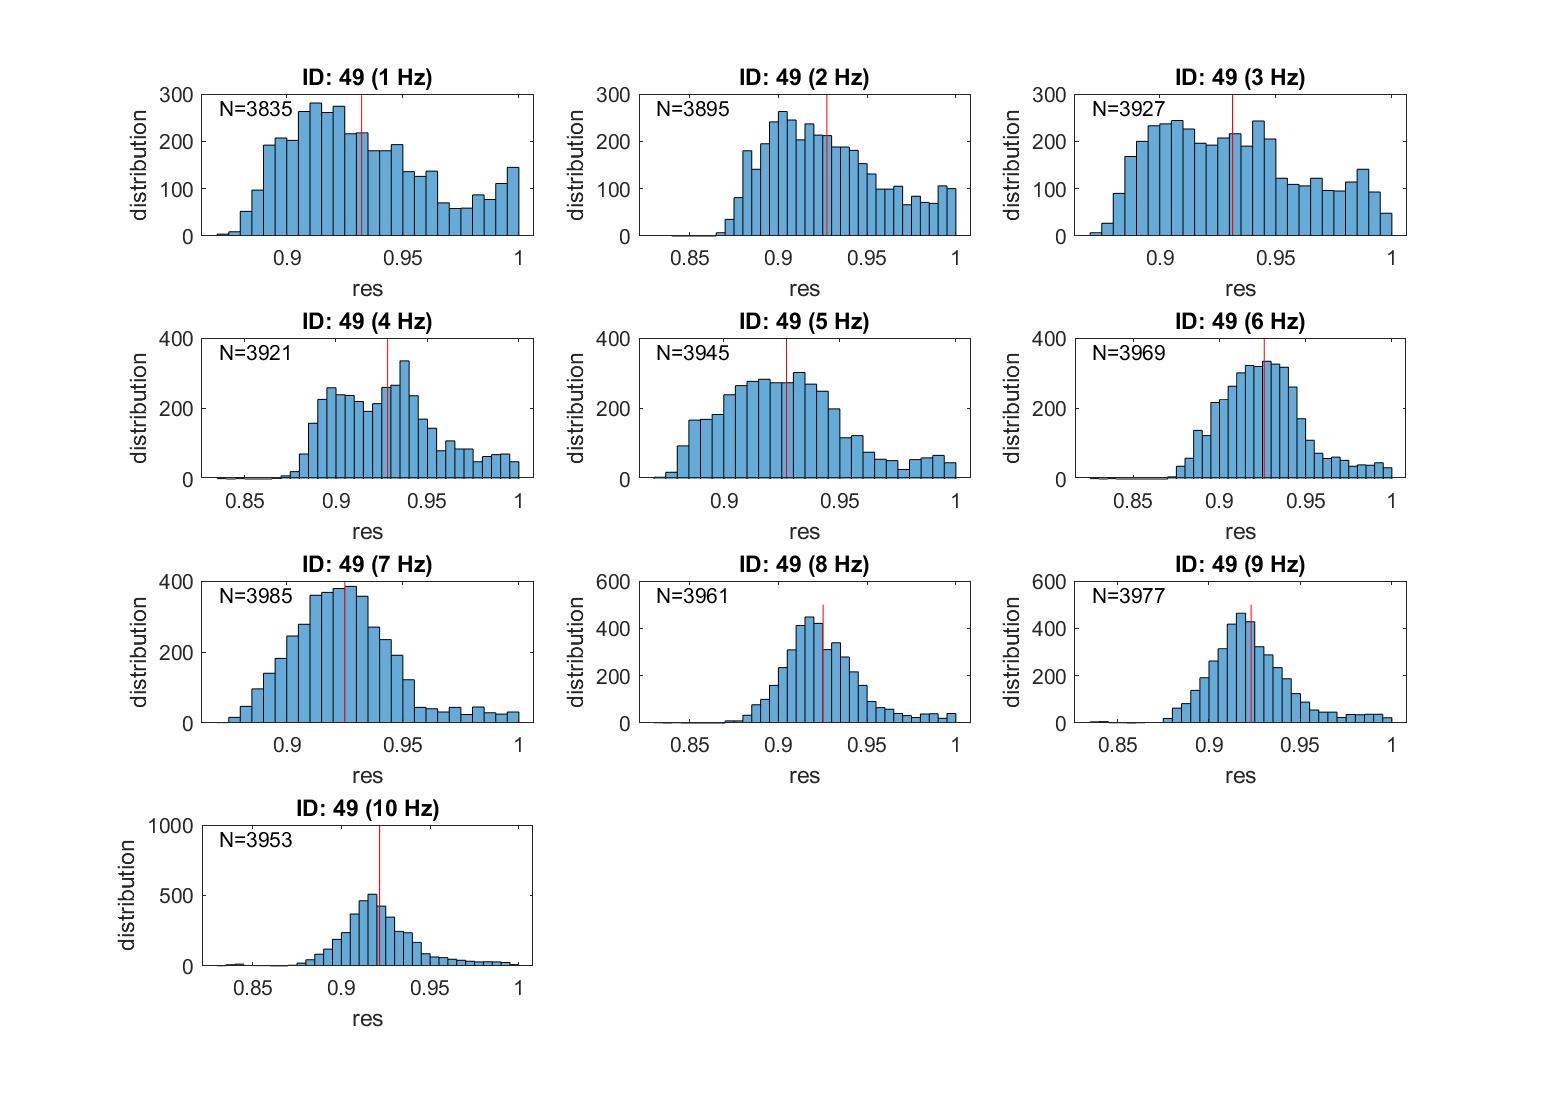 ID: 49 (1 Hz)
N=3835
distribution
300
200
100
0
0.9
0.95
1
res
ID: 49 (2 Hz)
N=3895
distribution
300
200
100
0
0.85
0.9
0.95
1
res
ID: 49 (3 Hz)
N=3927
distribution
300
200
100
0
0.9
0.95
1
res
ID: 49 (4 Hz)
N=3921
distribution
400
200
0
0.85
0.9
0.95
1
res
ID: 49 (5 Hz)
N=3945
distribution
400
200
0
0.9
0.95
1
res
ID: 49 (6 Hz)
N=3969
distribution
400
200
0
0.85
0.9
0.95
1
res
ID: 49 (7 Hz)
N=3985
distribution
400
200
0
0.9
0.95
1
res
ID: 49 (8 Hz)
N=3961
distribution
600
400
200
0
0.85
0.9
0.95
1
res
ID: 49 (9 Hz)
N=3977
distribution
600
400
200
0
0.85
0.9
0.95
1
res
ID: 49 (10 Hz)
N=3953
distribution
1000
500
0
0.85
0.9
0.95
1
res